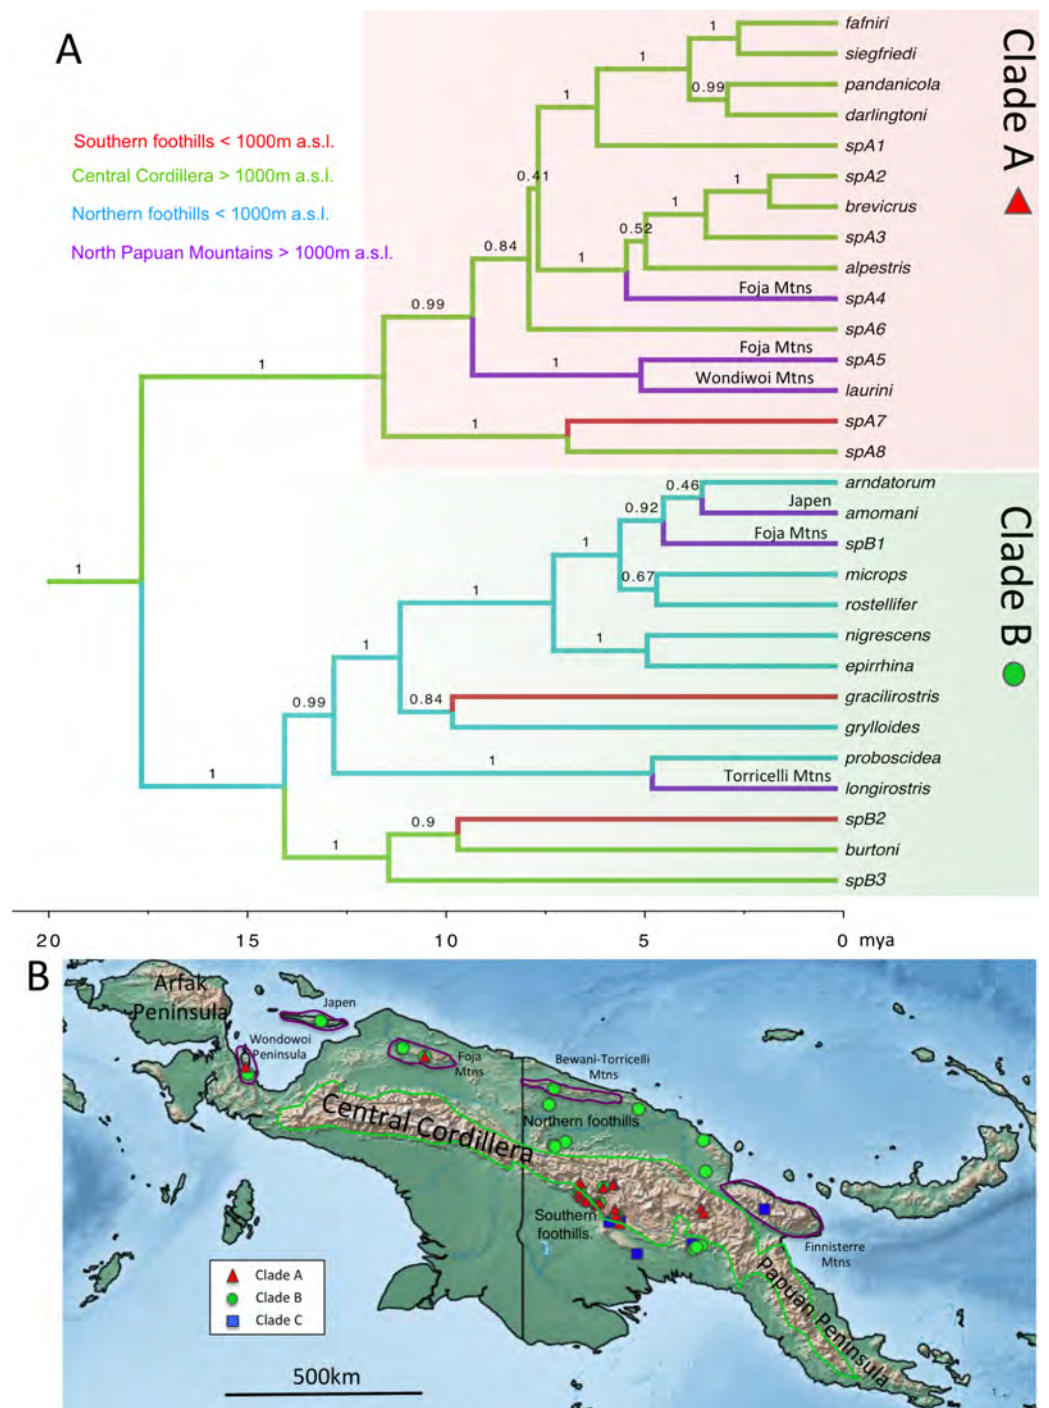 A
Clade A
Southern foothills < 1000m a.s.l.
Central Cordillera > 1000m a.s.l.
Northern foothills < 1000m a.s.l.
North Papuan Mountains > 1000m a.s.l.
1
fafniri
siegfriedi
1
0.99
pandanicola
darlingtoni
1
spA1
0.41
1
spA2
brevicrus
1
spA3
0.52
alpestris
1
Foja Mtns
spA4
0.84
spA6
0.99
Foja Mtns
spA5
1
Wondiwoi Mtns
laurini
1
spA7
1
spA8
Clade B
0.46
arndatorum
Japen
amomani
0.92
Foja Mtns
spB1
1
microps
0.67
rostellifer
1
nigrescens
1
epirrhina
1
gracilirostris
0.84
grylloides
0.99
proboscidea
1
Torricelli Mtns
longirostris
1
spB2
0.9
burtoni
1
spB3
1
20 15 10 5 0 mya
B
Arfak
Peninsula
Japen
Wondowoi
Peninsula
Foja
Mtns
Bewani-Torricelli
Mtns
Central Cordillera
Northern foothills
Southern
foothills.
Finnisterre
Mtns
Papuan Peninsula
Clade A
Clade B
Clade C
500km